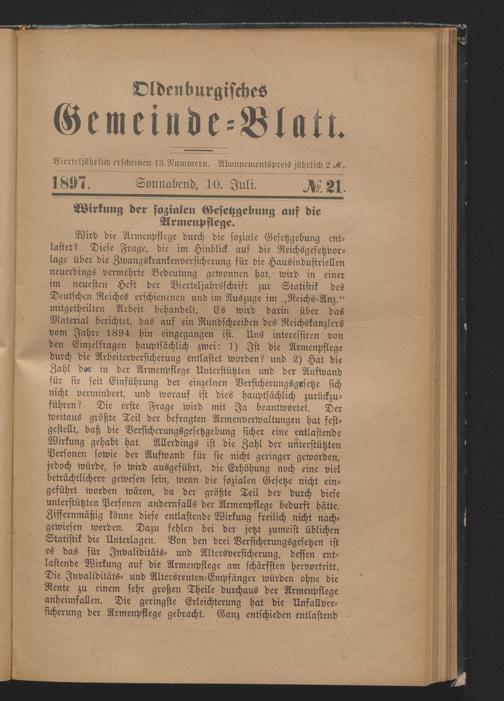 Oldenburgisches
Gemeinde-Blatt.
Vierteljährlich erscheinen 13 Nummern. Abonnementspreis jährlich 2 M.
1897. Sonnabend, 10. Juli. No. 21.
Wirkung der sozialen Gesetzgebung auf die
Armenpflege.
Wird die Armenpflege durch die soziale Gesetzgebung ent-
lastet? Diese Frage, die im Hinblick auf die Reichsgesetzvor-
lage über die Zwangskrankenversicherung für die Hausindustriellen
neuerdings vermehrte Bedeutung gewonnen hat, wird in einer
im neuesten Heft der Vierteljahrsschrift zur Statistik des
Deutschen Reiches erschienenen und im Auszuge im „Reichs-Anz."
mitgetheilten Arbeit behandelt. Es wird darin über das
Material berichtet, das auf ein Rundschreiben des Reichskanzlers
vom Jahre 1894 hin eingegangen ist. Uns interessiren von
den Einzelfragen hauptsächlich zwei: 1) Ist die Armenpflege
durch die Arbeiterversicherung entlastet worden? und 2) Hat die
Zahl der in der Armenpflege Unterstützten und der Aufwand
für sie seit Einführung der einzelnen Versicherungsgesetze sich
nicht vermindert, und worauf ist dies hauptsächlich zurückzu-
führen? Die erste Frage wird mit Ja beantwortet. Der
weitaus größte Teil der befragten Armenverwaltungen hat fest-
gestellt, daß die Versicherungsgesetzgebung sicher eine entlastende
Wirkung gehabt hat. Allerdings ist die Zahl der unterstützten
Personen sowie der Aufwand für sie nicht geringer geworden,
jedoch würde, so wird ausgeführt, die Erhöhung noch eine viel
beträchtlichere gewesen sein, wenn die soziale Gesetze nicht ein-
geführt worden wären, da der größte Teil der durch diese
unterstützten Personen andernfalls der Armenpflege bedurft hätte.
Ziffernmäßig könne diese entlastende Wirkung freilich nicht nach-
gewiesen werden. Dazu fehlen bei der jetzt zumeist üblichen
Statistik die Unterlagen. Von den drei Versicherungsgesetzen ist
es das für Invaliditäts- und Altersversicherung, dessen ent-
lastende Wirkung auf die Armenpflege am schärfsten hervortritt.
Die Invaliditäts- und Altersrenten-Empfänger würden ohne die
Rente zu einem sehr großen Theile durchaus der Armenpflege
anheimfallen. Die geringste Erleichterung hat die Unfallver-
sicherung der Armenpflege gebracht. Ganz entschieden entlastend